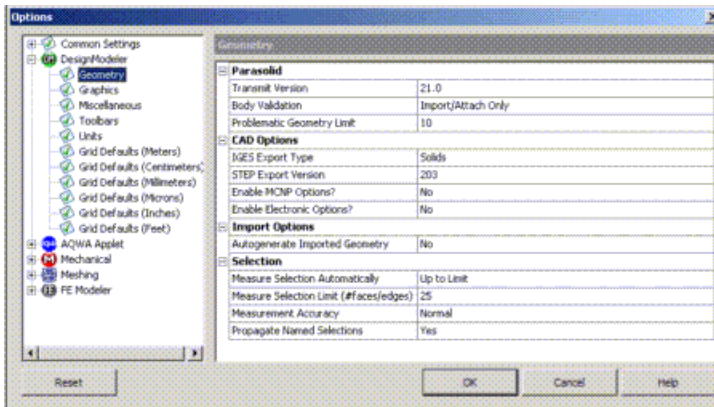 Options
Common Settings
DesignModeler
Geometry
Graphics
Miscellaneous
Toolbars
Units
Grid Defaults (Meters)
Grid Defaults (Centimeters)
Grid Defaults (Millimeters)
Grid Defaults (Microns)
Grid Defaults (Inches)
Grid Defaults (Feet)
AQWA Applet
Mechanical
Meshing
FE Modeler
Geometry
Parasolid
Transmit Version 21.0
Body Validation Import/Attach Only
Problematic Geometry Limit 10
CAD Options
IGES Export Type Solids
STEP Export Version 203
Enable MCNP Options? No
Enable Electronic Options? No
Import Options
Autogenerate Imported Geometry No
Selection
Measure Selection Automatically Up to Limit
Measure Selection Limit (#faces/edges) 25
Measurement Accuracy Normal
Propagate Named Selections Yes
Reset OK Cancel Help